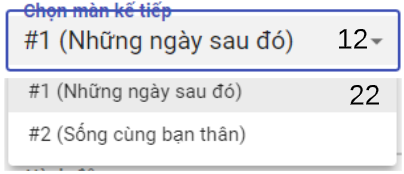 Chọn màn kế tiếp
#1 (Những ngày sau đó) 12
#1 (Những ngày sau đó) 22
#2 (Sống cùng bạn thân)